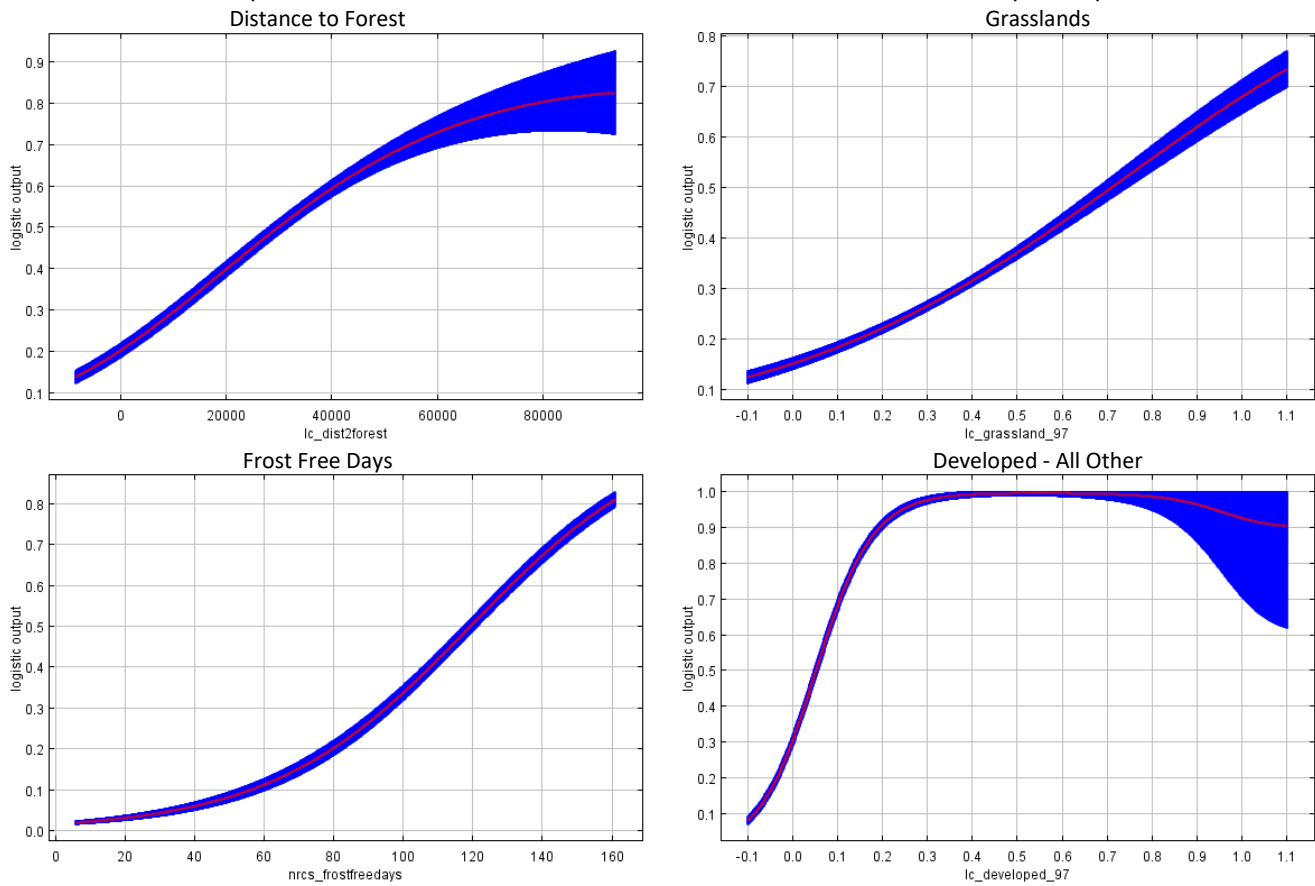 Distance to Forest
0.9
0.8
0.7
0.6
0.5
0.4
0.3
0.2
0.1
logistic output
0 20000 40000 60000 80000
lc_dist2forest
Grasslands
0.8
0.7
0.6
0.5
0.4
0.3
0.2
0.1
logistic output
-0.1 0.0 0.1 0.2 0.3 0.4 0.5 0.6 0.7 0.8 0.9 1.0 1.1
lc_grassland_97
Frost Free Days
0.8
0.7
0.6
0.5
0.4
0.3
0.2
0.1
0.0
logistic output
0 20 40 60 80 100 120 140 160
nrcs_frostfreedays
Developed - All Other
1.0
0.9
0.8
0.7
0.6
0.5
0.4
0.3
0.2
0.1
logistic output
-0.1 0.0 0.1 0.2 0.3 0.4 0.5 0.6 0.7 0.8 0.9 1.0 1.1
lc_developed_97